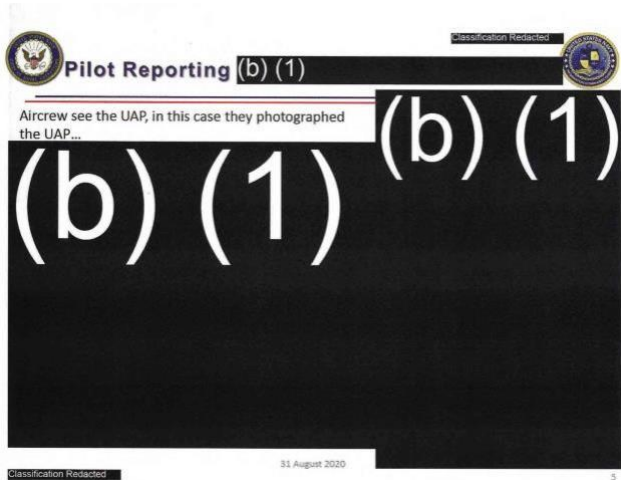 Classification Redacted
Pilot Reporting (b) (1)
Aircrew see the UAP, in this case they photographed
the UAP...
(b) (1)
(b) (1)
31 August 2020
Classification Redacted
5